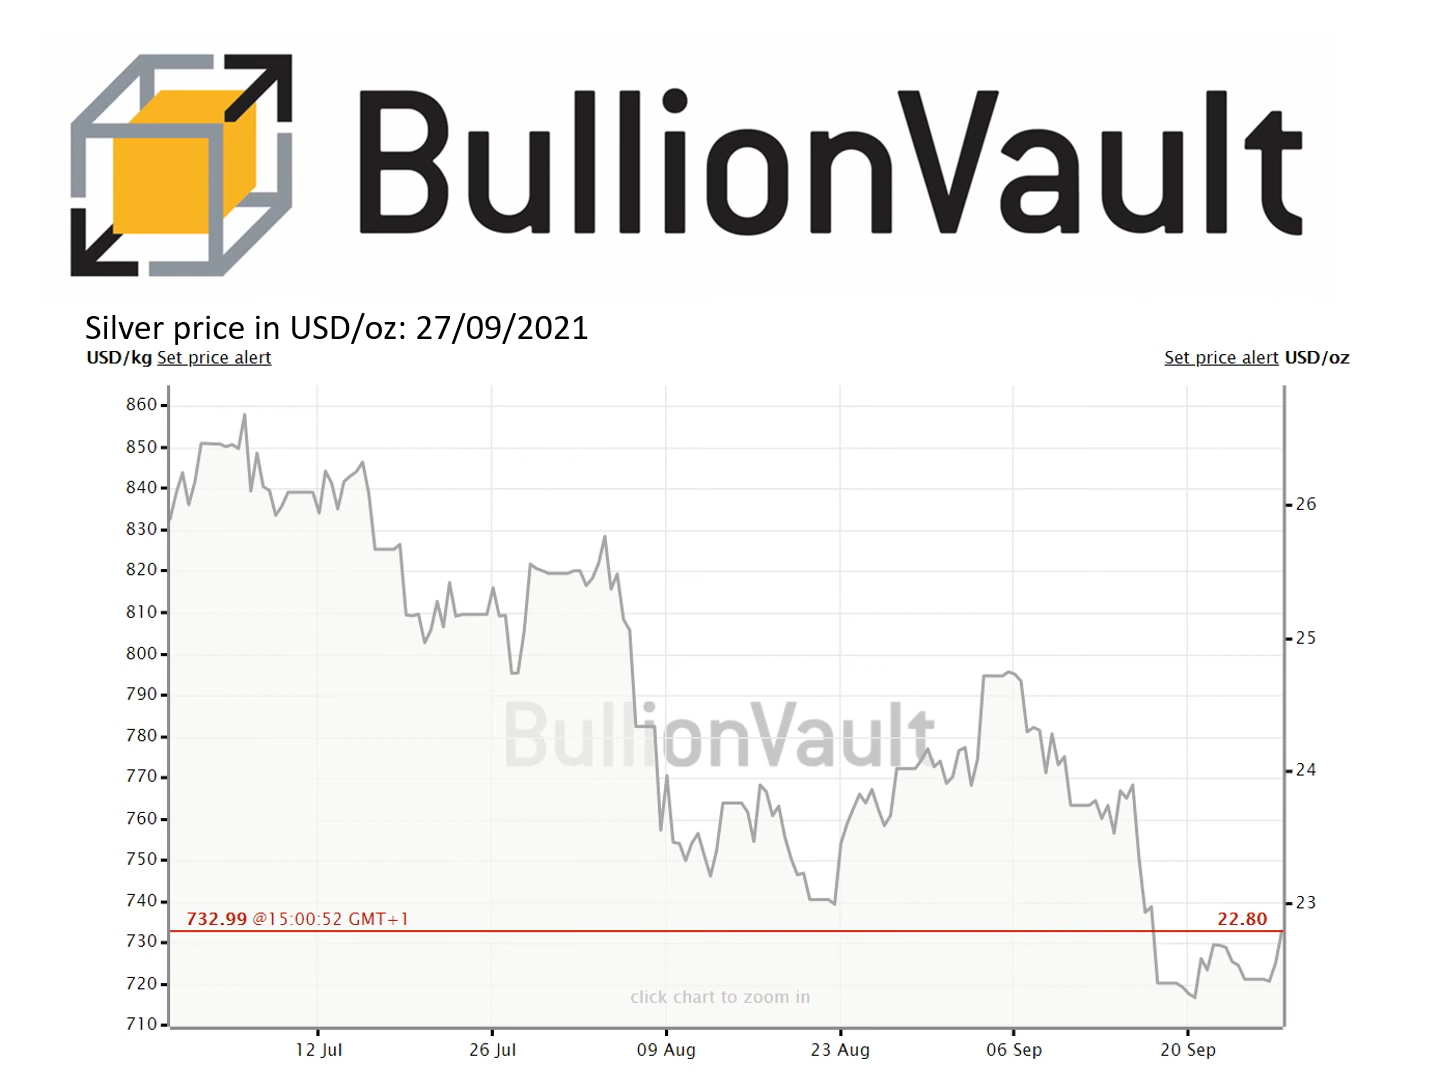 BullionVault
Silver price in USD/oz: 27/09/2021
USD/kg Set price alert
Set price alert USD/oz
860
850
840
830
820
810
800
790
780
770
760
750
740
730
720
710
26
25
24
23
BullionVault
732.99 @15:00:52 GMT+1
22.80
click chart to zoom in
12 Jul
26 Jul
09 Aug
23 Aug
06 Sep
20 Sep